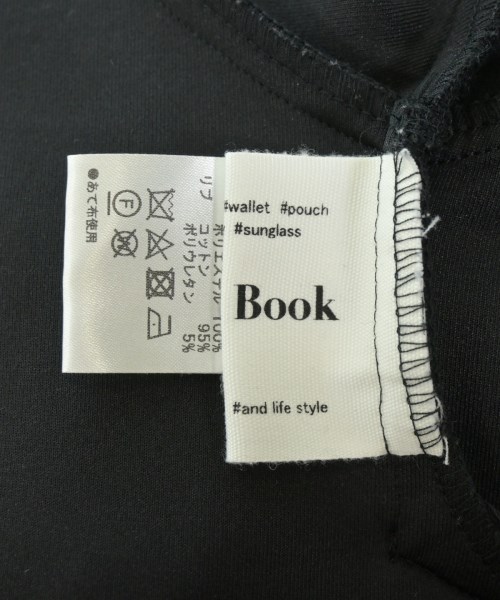 #wallet #pouch
#sunglass
Book
#and life style
ポリエステル 100%
リブ
コットン 95%
ポリウレタン 5%
F
W
●あて布使用